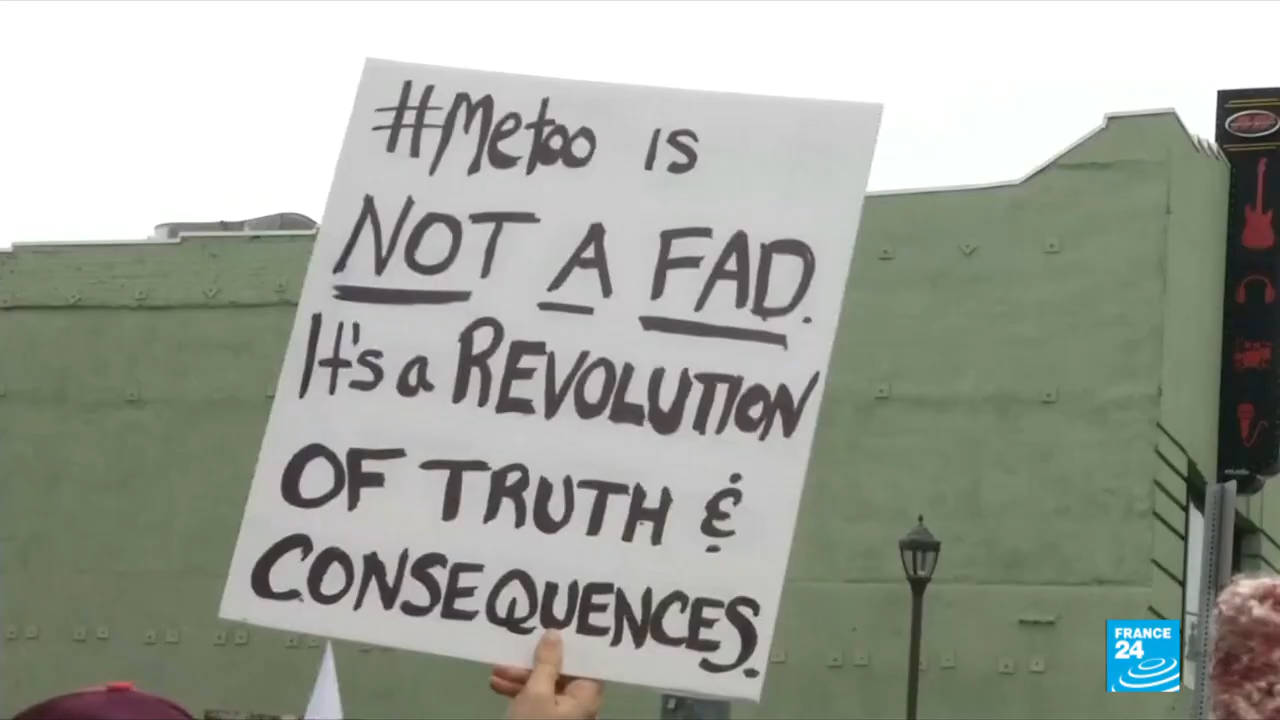 #Metoo is
NOT A FAD.
It's a REVOLUTION
OF TRUTH &
CONSEQUENCES.
FRANCE
24